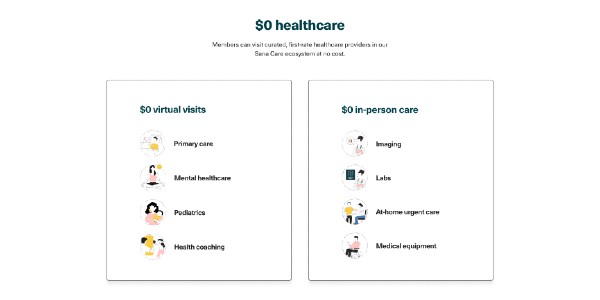 $0 healthcare
Members can visit curated, first-rate healthcare providers in our
Sana Care ecosystem at no cost.
$0 virtual visits
Primary care
Mental healthcare
Pediatrics
Health coaching
$0 in-person care
Imaging
Labs
At-home urgent care
Medical equipment